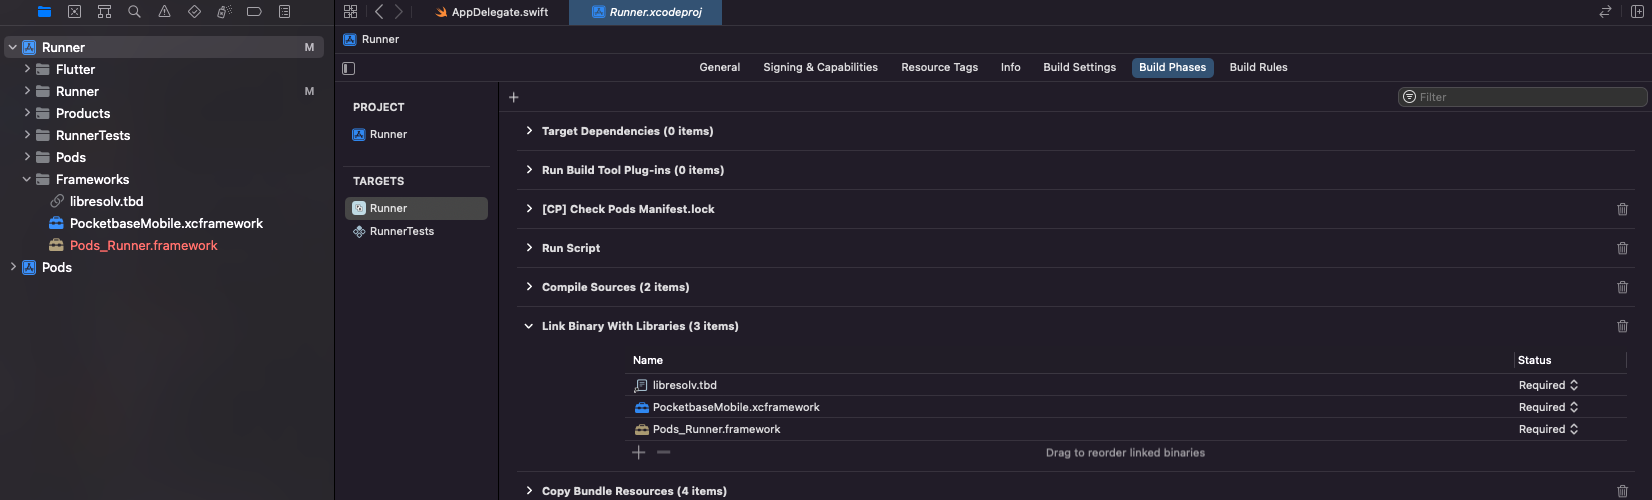 AppDelegate.swift
Runner.xcodeproj
Runner M
Runner
Flutter
Runner M
Products
RunnerTests
Pods
Frameworks
libresolv.tbd
PocketbaseMobile.xcframework
Pods_Runner.framework
Pods
General Signing & Capabilities Resource Tags Info Build Settings Build Phases Build Rules
PROJECT
Runner
TARGETS
Runner
RunnerTests
Filter
Target Dependencies (0 items)
Run Build Tool Plug-ins (0 items)
[CP] Check Pods Manifest.lock
Run Script
Compile Sources (2 items)
Link Binary With Libraries (3 items)
Name Status
libresolv.tbd Required
PocketbaseMobile.xcframework Required
Pods_Runner.framework Required
Drag to reorder linked binaries
Copy Bundle Resources (4 items)